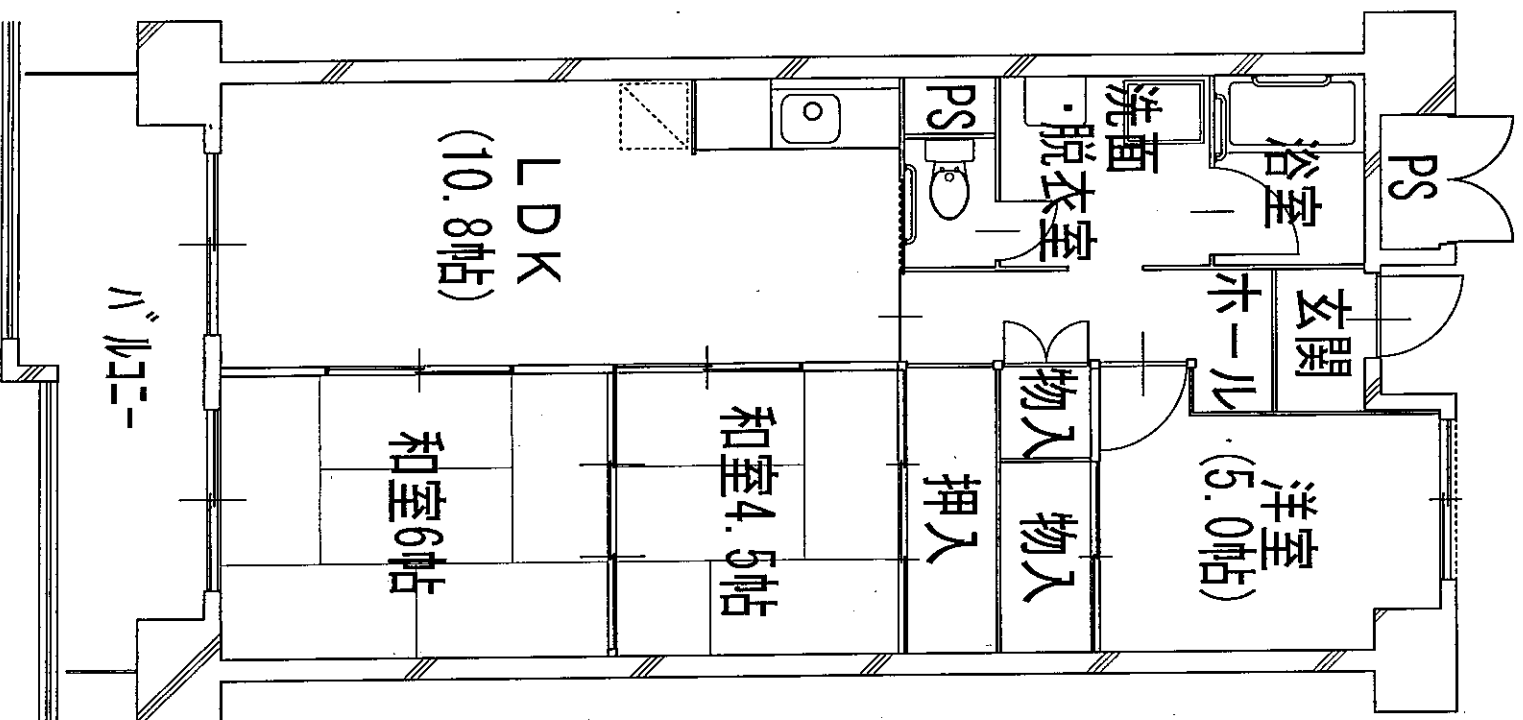 PS
浴室
洗面
・脱衣室
PS
玄関
ホール
LDK
(10.8帖)
物入
洋室
(5.0帖)
物入
押入
和室4.5帖
和室6帖
バルコニー